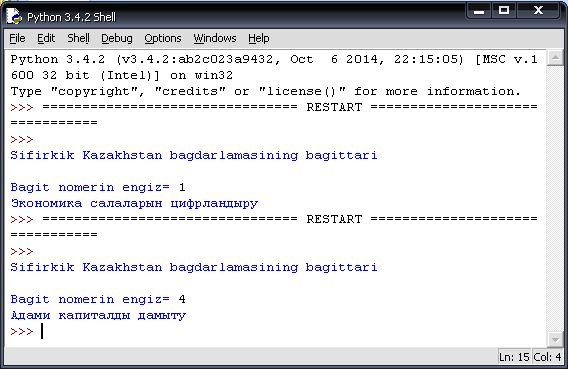 Python 3.4.2 Shell
File Edit Shell Debug Options Windows Help
Python 3.4.2 (v3.4.2:ab2c023a9432, Oct  6 2014, 22:15:05) [MSC v.1
600 32 bit (Intel)] on win32
Type "copyright", "credits" or "license()" for more information.
>>> ================================ RESTART =====================
===========
>>>
Sifirkik Kazakhstan bagdarlamasining bagittari
Bagit nomerin engiz= 1
Экономика салаларын цифрландыру
>>> ================================ RESTART =====================
===========
>>>
Sifirkik Kazakhstan bagdarlamasining bagittari
Bagit nomerin engiz= 4
Адами капиталды дамыту
>>>
Ln: 15 Col: 4